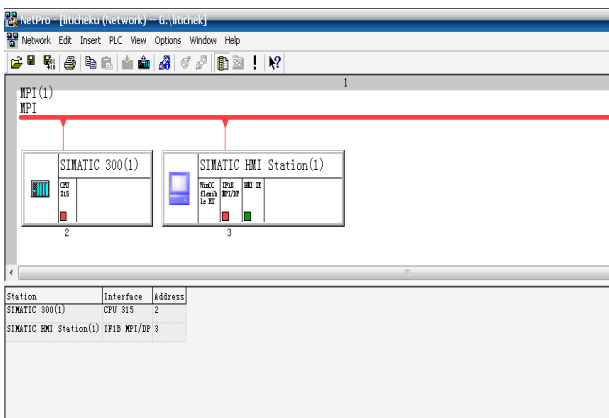 NetPro - [liticheku (Network) -- G:\litichek]
Network Edit Insert PLC View Options Window Help
1
MPI(1)
MPI
SIMATIC 300(1)
CPU
315
2
SIMATIC HMI Station(1)
WinCC
flexib
le RT
IF1B
MPI/DP
HMI IE
3
Station Interface Address
SIMATIC 300(1) CPU 315 2
SIMATIC HMI Station(1) IF1B MPI/DP 3